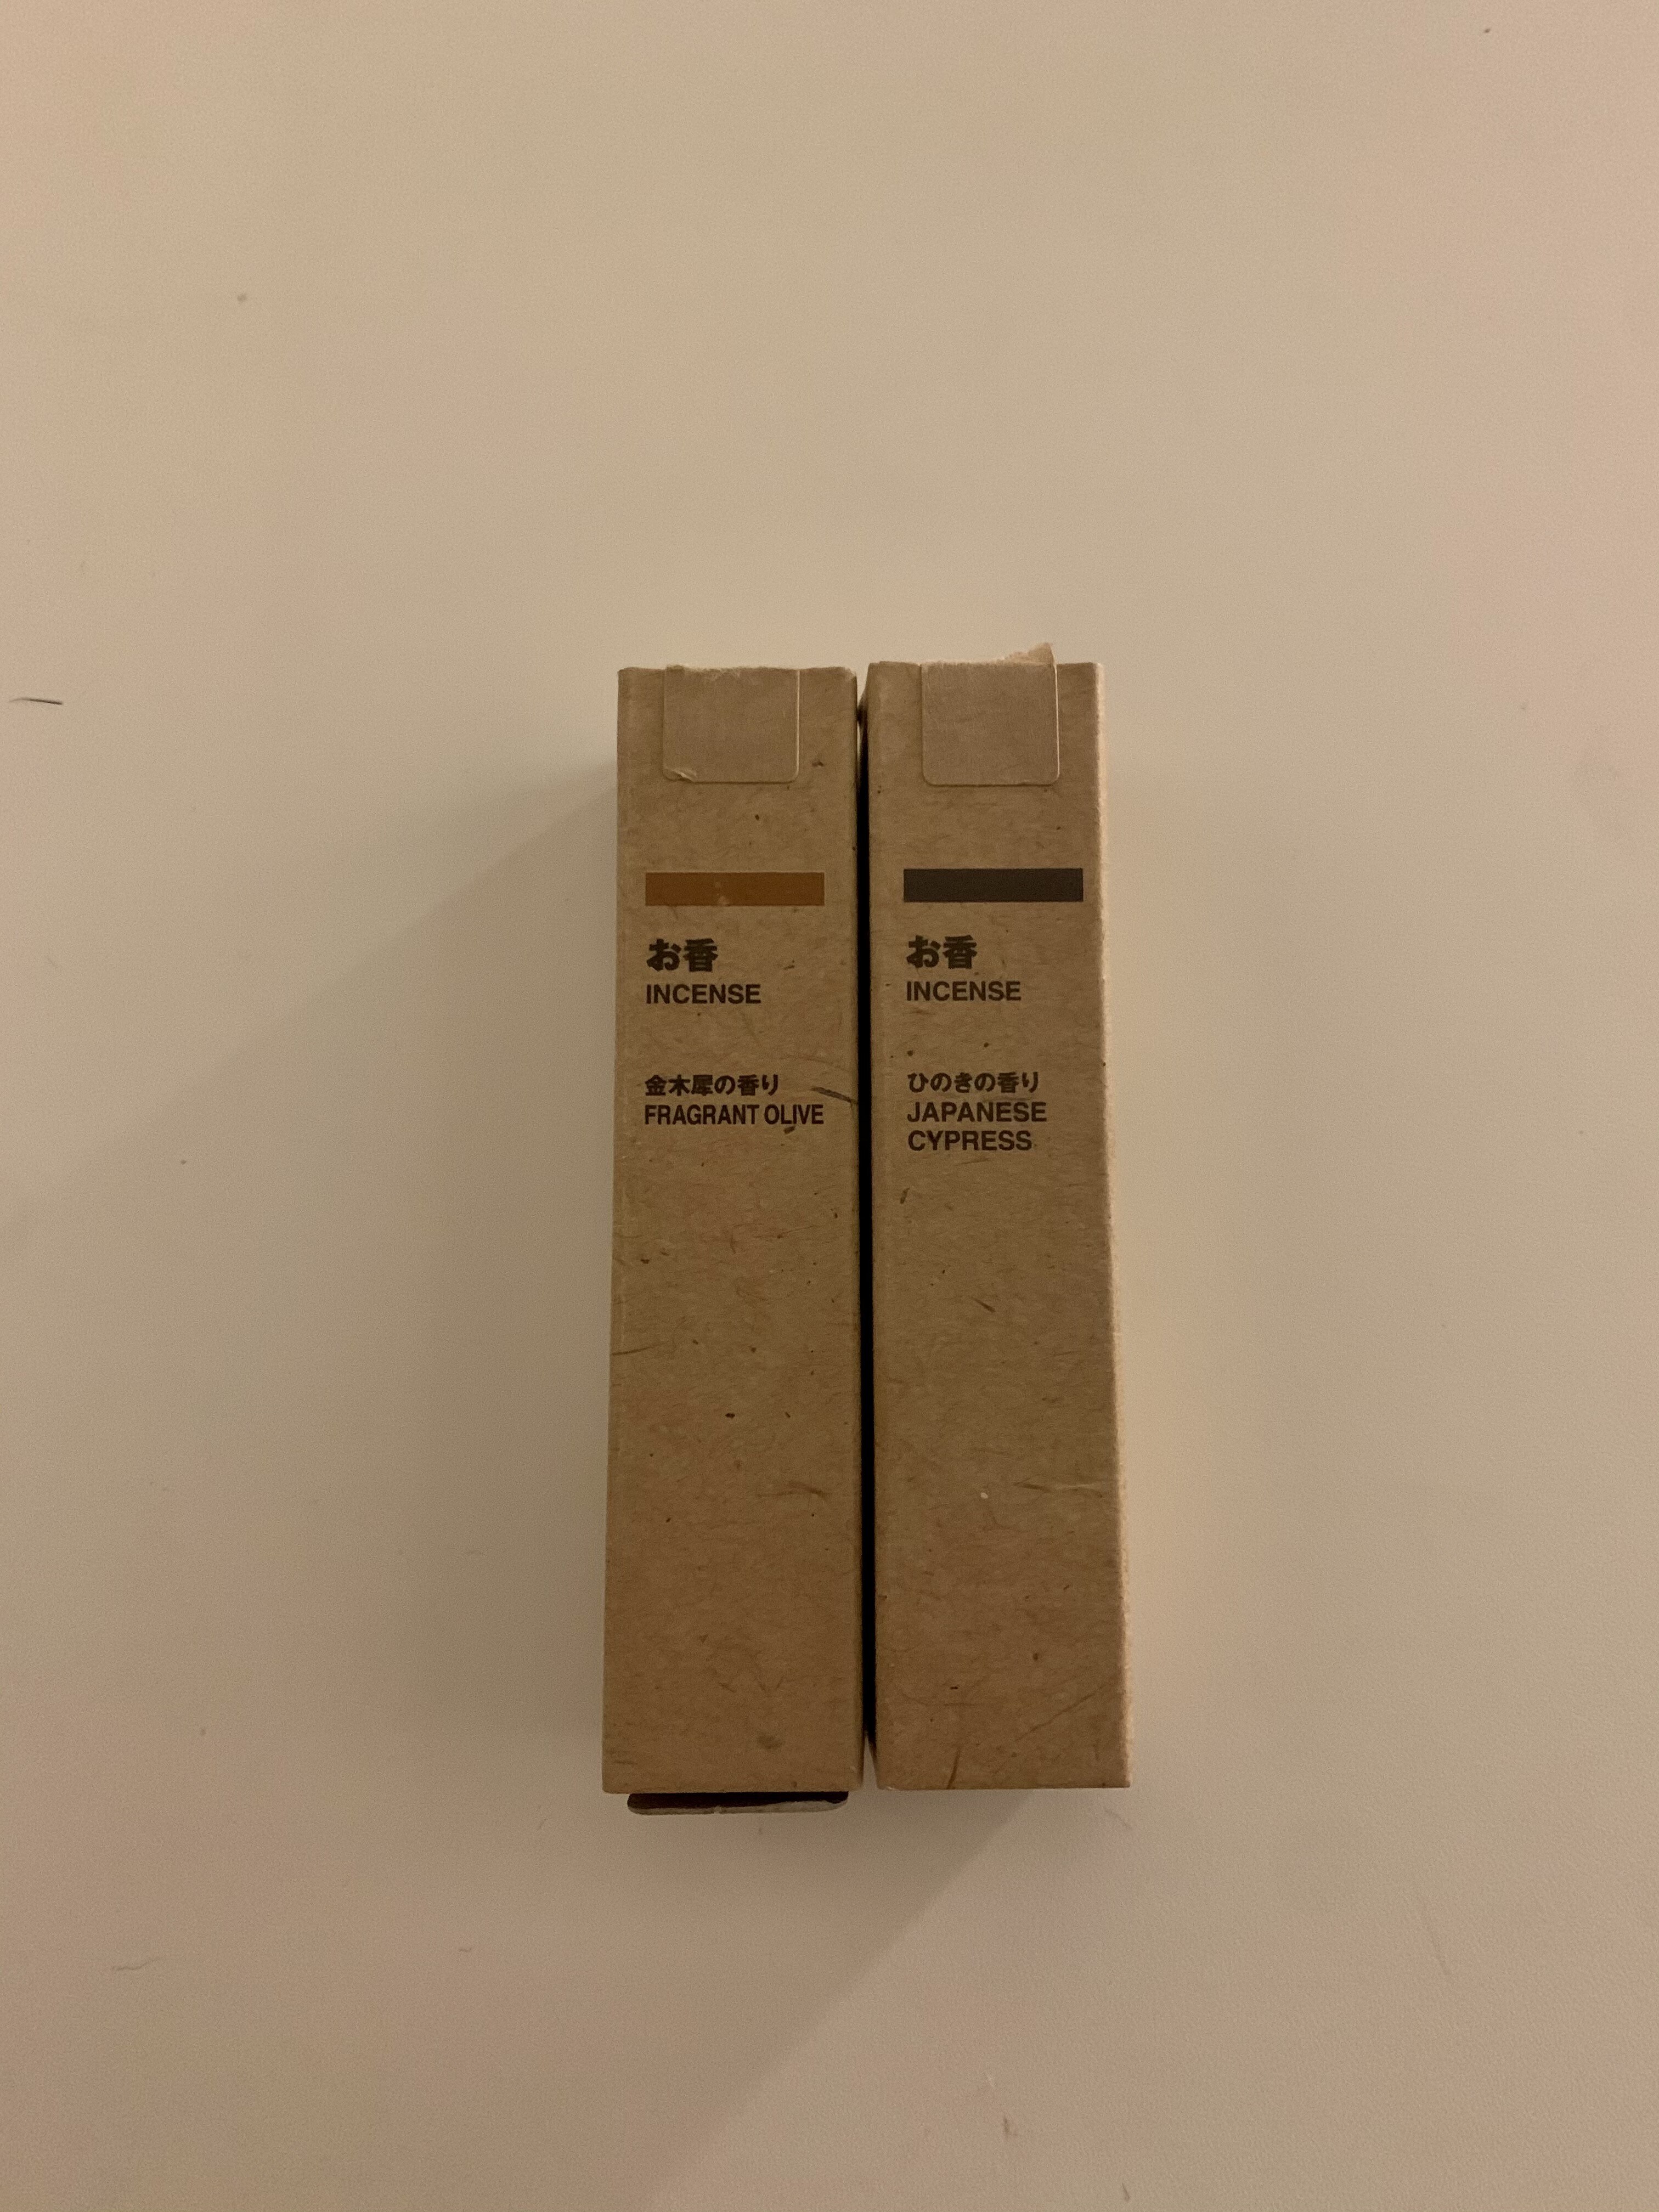 お香
INCENSE
金木犀の香り
FRAGRANT OLIVE
お香
INCENSE
ひのきの香り
JAPANESE
CYPRESS